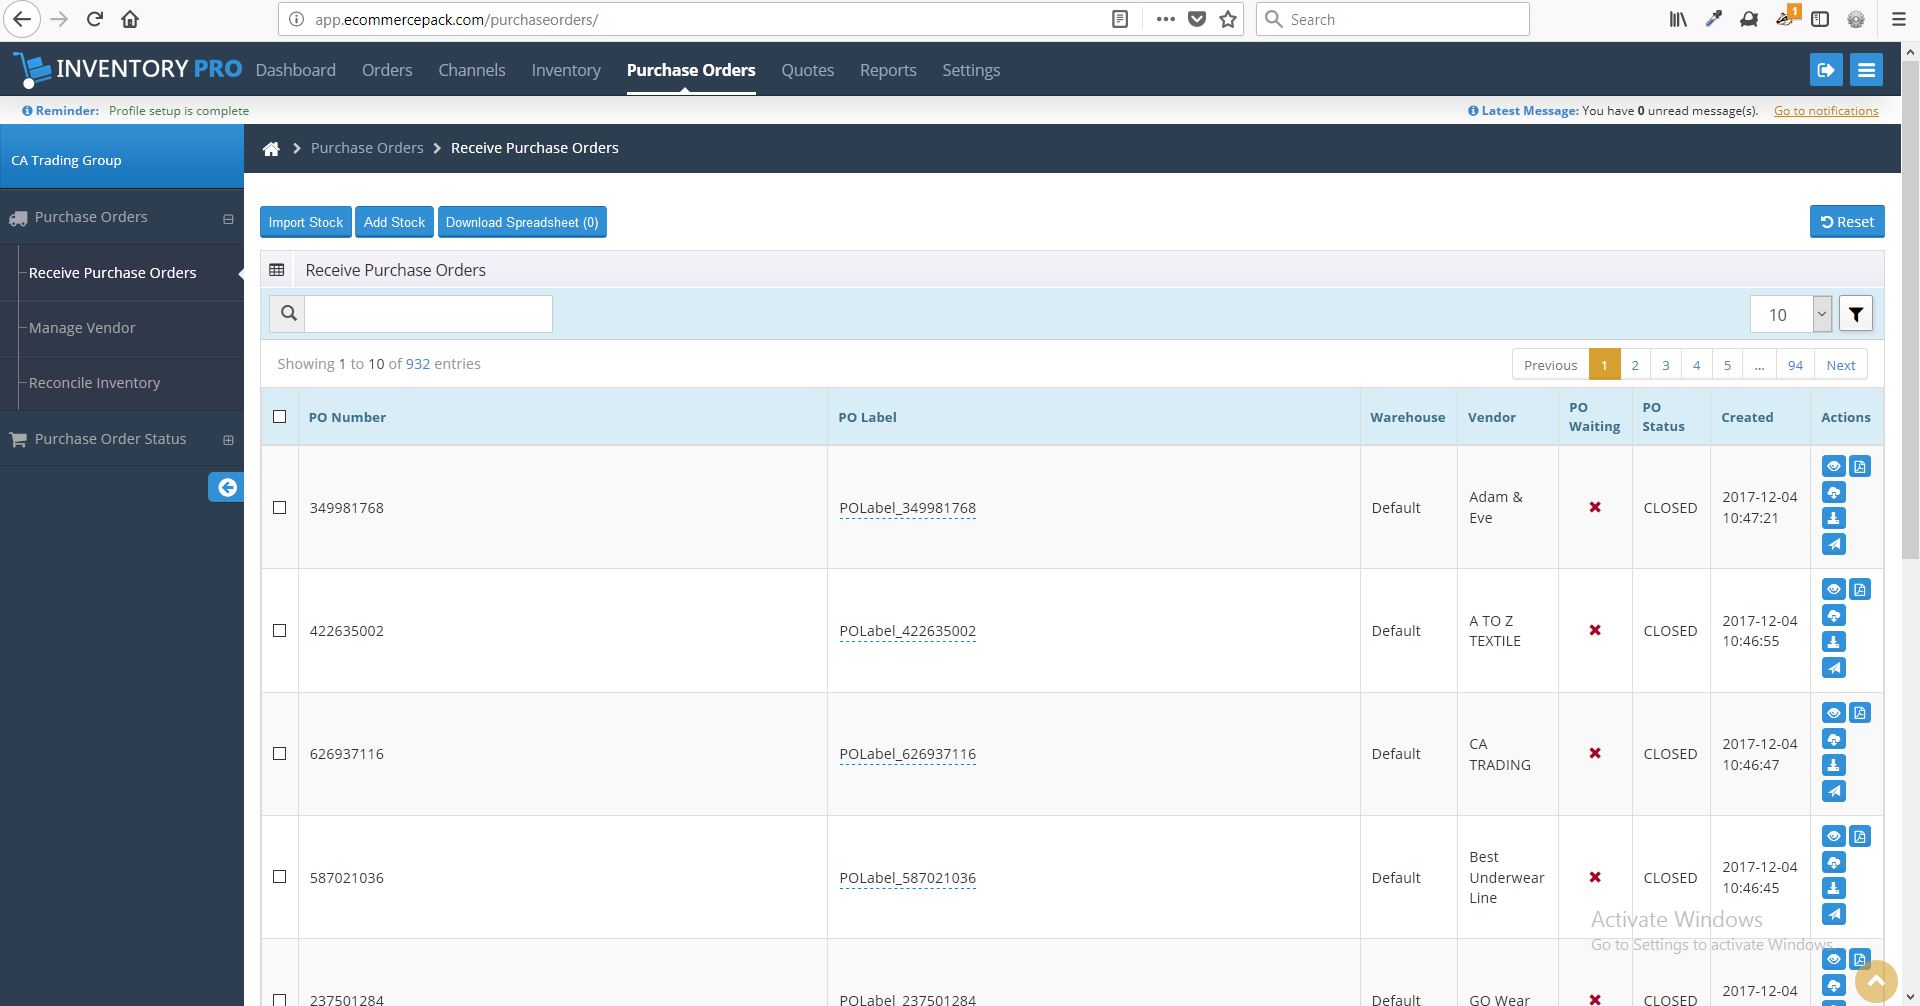 app.ecommercepack.com/purchaseorders/
Search
1
INVENTORY PRO
Dashboard
Orders
Channels
Inventory
Purchase Orders
Quotes
Reports
Settings
Reminder: Profile setup is complete
Latest Message: You have 0 unread message(s). Go to notifications
CA Trading Group
Purchase Orders
Receive Purchase Orders
Manage Vendor
Reconcile Inventory
Purchase Order Status
Purchase Orders
Receive Purchase Orders
Import Stock
Add Stock
Download Spreadsheet (0)
Reset
Receive Purchase Orders
10
Showing 1 to 10 of 932 entries
Previous 1 2 3 4 5 ... 94 Next
PO Number
PO Label
Warehouse
Vendor
PO
Waiting
PO
Status
Created
Actions
349981768
POLabel_349981768
Default
Adam &
Eve
CLOSED
2017-12-04
10:47:21
422635002
POLabel_422635002
Default
A TO Z
TEXTILE
CLOSED
2017-12-04
10:46:55
626937116
POLabel_626937116
Default
CA
TRADING
CLOSED
2017-12-04
10:46:47
587021036
POLabel_587021036
Default
Best
Underwear
Line
CLOSED
2017-12-04
10:46:45
Activate Windows
Go to Settings to activate Windows.
237501284
POLabel_237501284
Default
GO Wear
CLOSED
2017-12-04